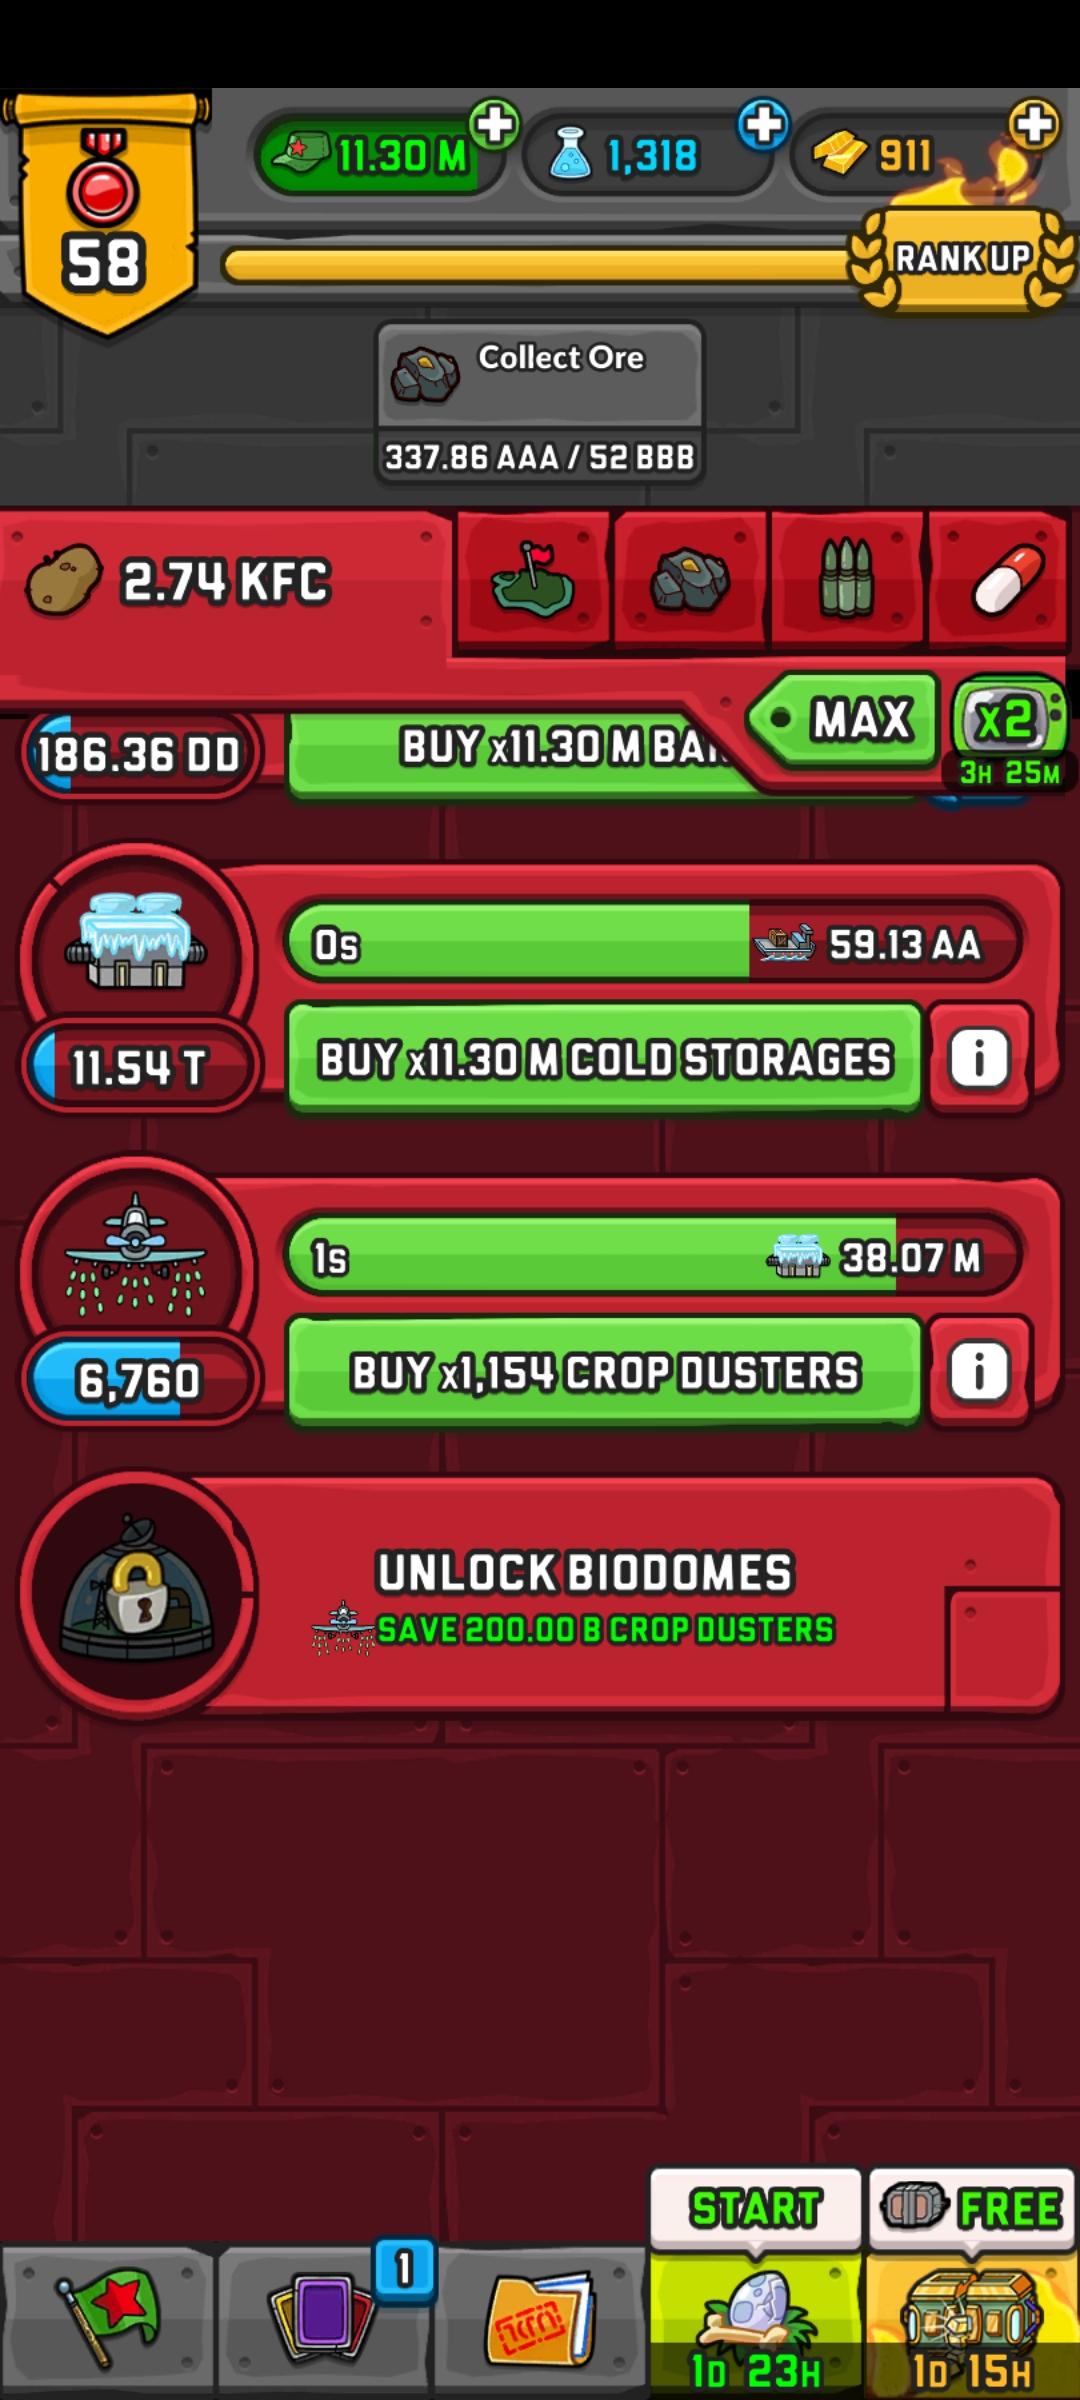 11.30 M
1,318
911
58
RANK UP
Collect Ore
337.86 AAA / 52 BBB
2.74 KFC
MAX
x2
3H 25M
186.36 DD
BUY x11.30 M
0s
59.13 AA
11.54 T
BUY x11.30 M COLD STORAGES
i
1s
38.07 M
6,760
BUY x1,154 CROP DUSTERS
i
UNLOCK BIODOMES
SAVE 200.00 B CROP DUSTERS
START
FREE
1
1D 23H
1D 15H